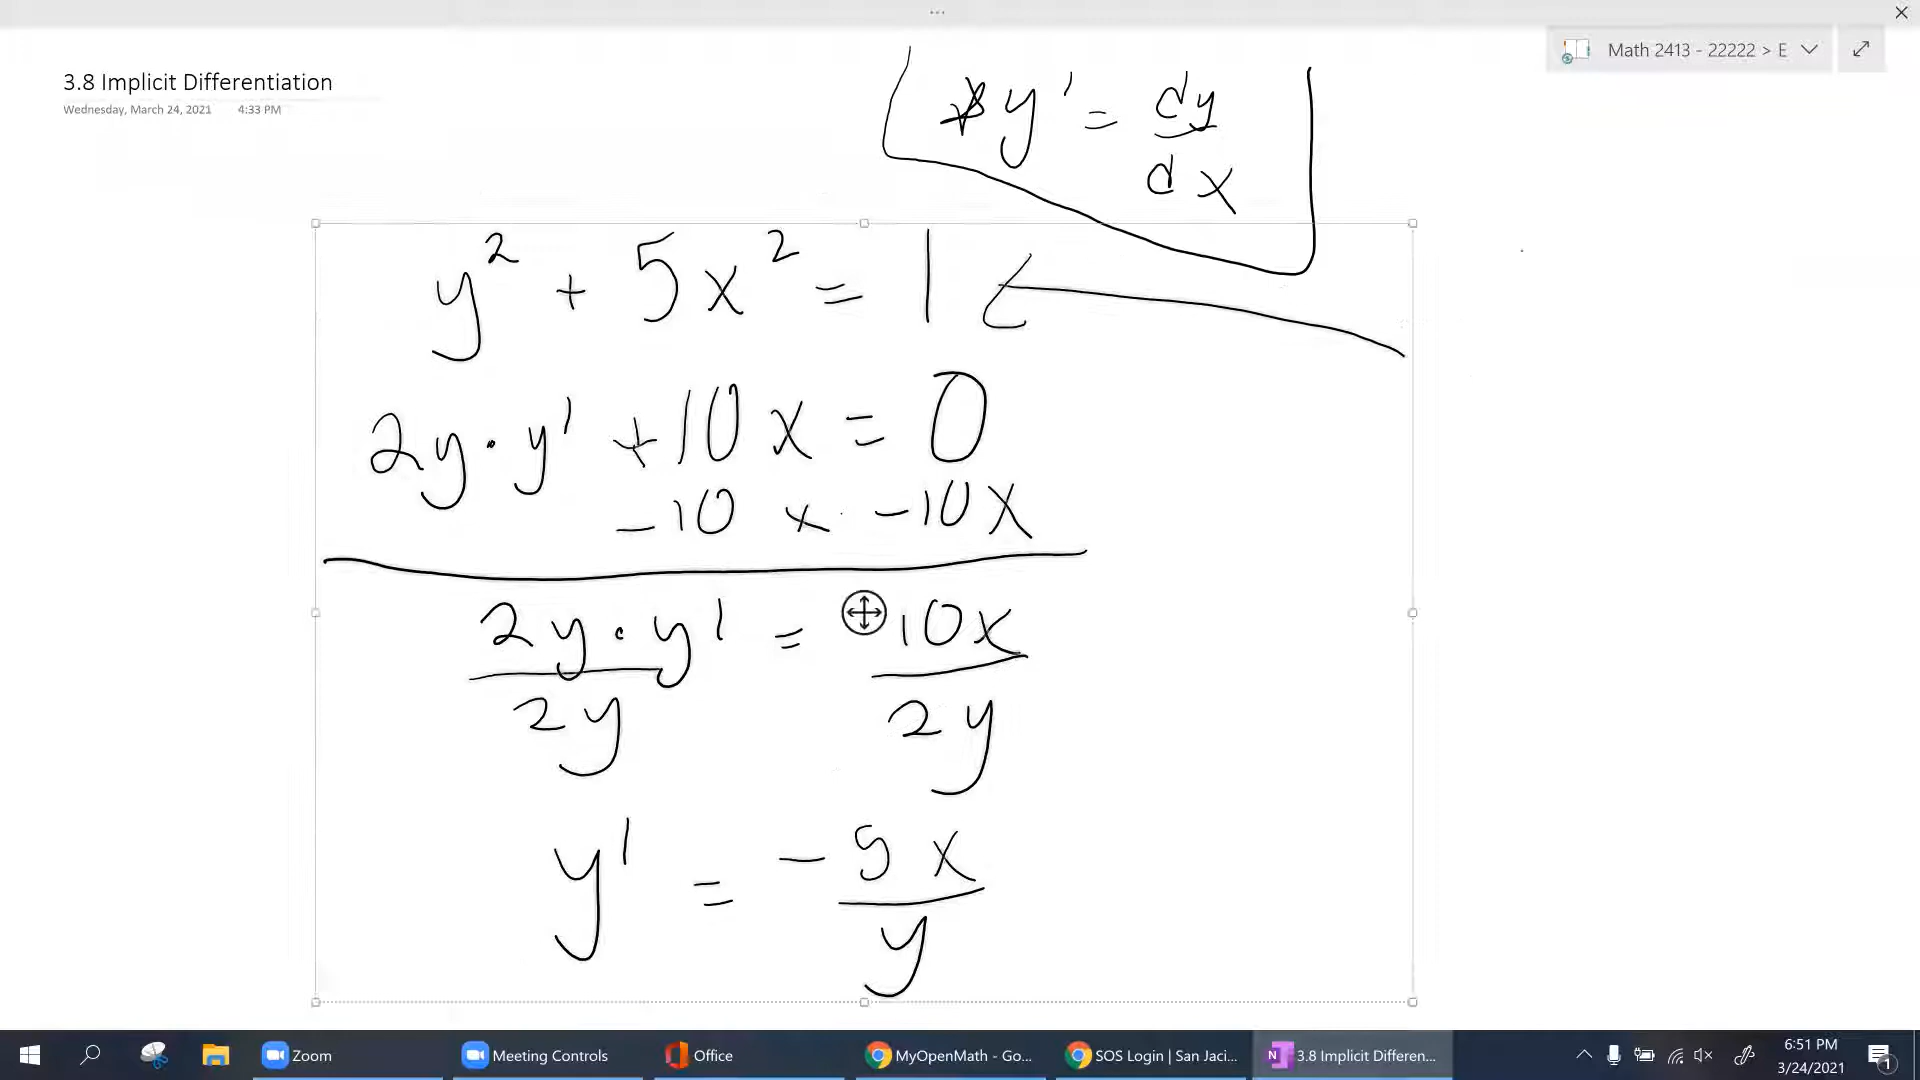 Math 2413 - 22222 > E
3.8 Implicit Differentiation
Wednesday, March 24, 2021 4:33 PM
* y' = dy/dx
y² + 5x² = 1
2y · y' + 10x = 0
-10x -10x
2y · y'/2y = 10x/2y
y' = -5x/y
Zoom
Meeting Controls
Office
MyOpenMath - Go...
SOS Login | San Jaci...
N 3.8 Implicit Differen...
6:51 PM
3/24/2021
1